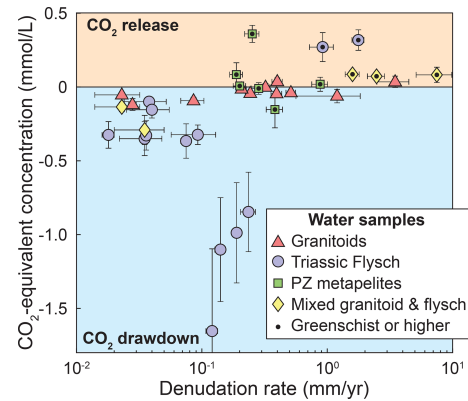 0.5
0
-0.5
-1.0
-1.5
CO₂-equivalent concentration (mmol/L)
CO₂ release
CO₂ drawdown
Water samples
Granitoids
Triassic Flysch
PZ metapelites
Mixed granitoid & flysch
Greenschist or higher
10⁻² 10⁻¹ 10⁰ 10¹
Denudation rate (mm/yr)